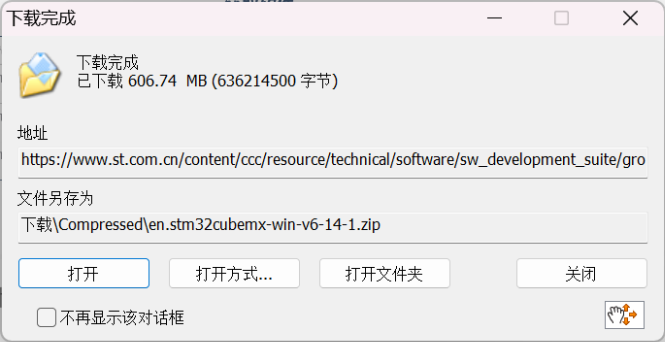 下载完成
下载完成
已下载 606.74 MB (636214500 字节)
地址
https://www.st.com.cn/content/ccc/resource/technical/software/sw_development_suite/gro
文件另存为
下载\Compressed\en.stm32cubemx-win-v6-14-1.zip
打开
打开方式...
打开文件夹
关闭
不再显示该对话框